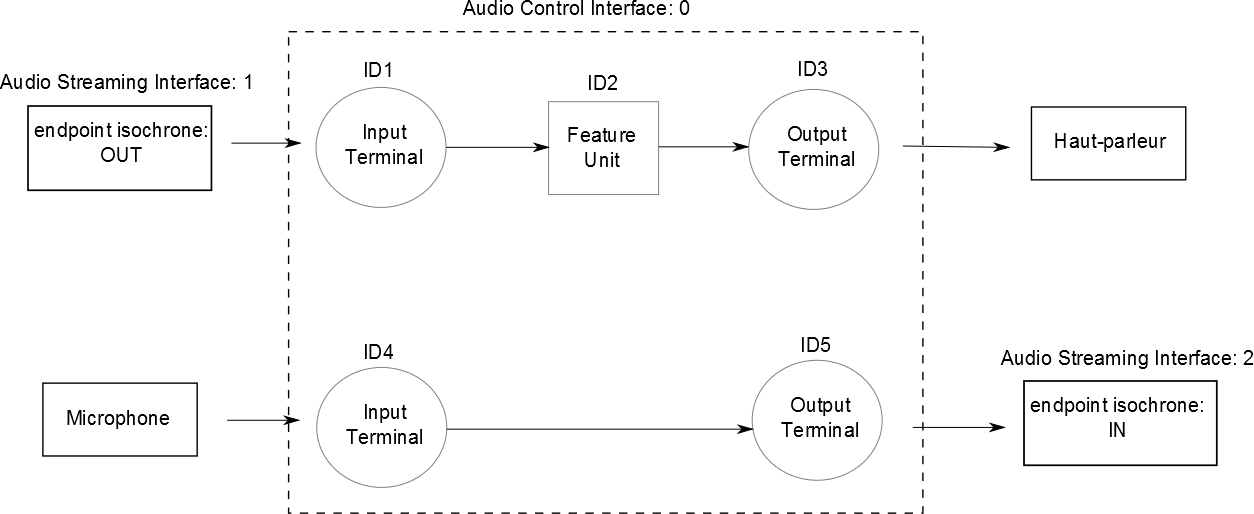 Audio Control Interface: 0
Audio Streaming Interface: 1
endpoint isochrone:
OUT
ID1
Input
Terminal
ID2
Feature
Unit
ID3
Output
Terminal
Haut-parleur
Microphone
ID4
Input
Terminal
ID5
Output
Terminal
Audio Streaming Interface: 2
endpoint isochrone:
IN